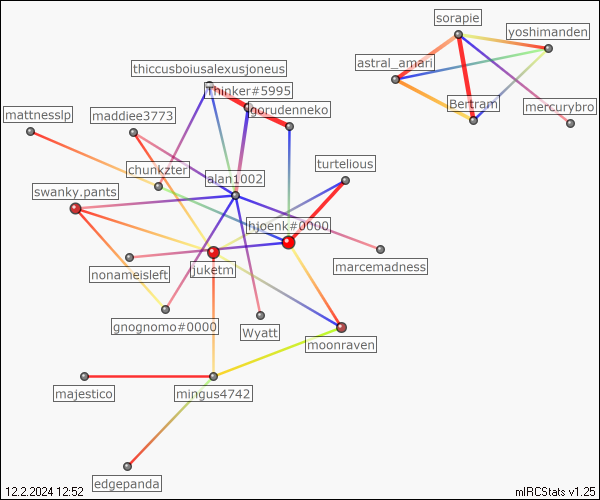 sorapie
yoshimanden
astral_amari
thiccusboiusalexusjoneus
Thinker#5995
Bertram
mercurybro
mattnesslp
maddiee3773
gorudenneko
chunkzter
turtelious
alan1002
swanky.pants
hjoenk#0000
nonameisleft
juketm
marcemadness
gnognomo#0000
Wyatt
moonraven
majestico
mingus4742
edgepanda
12.2.2024 12:52
mIRCStats v1.25